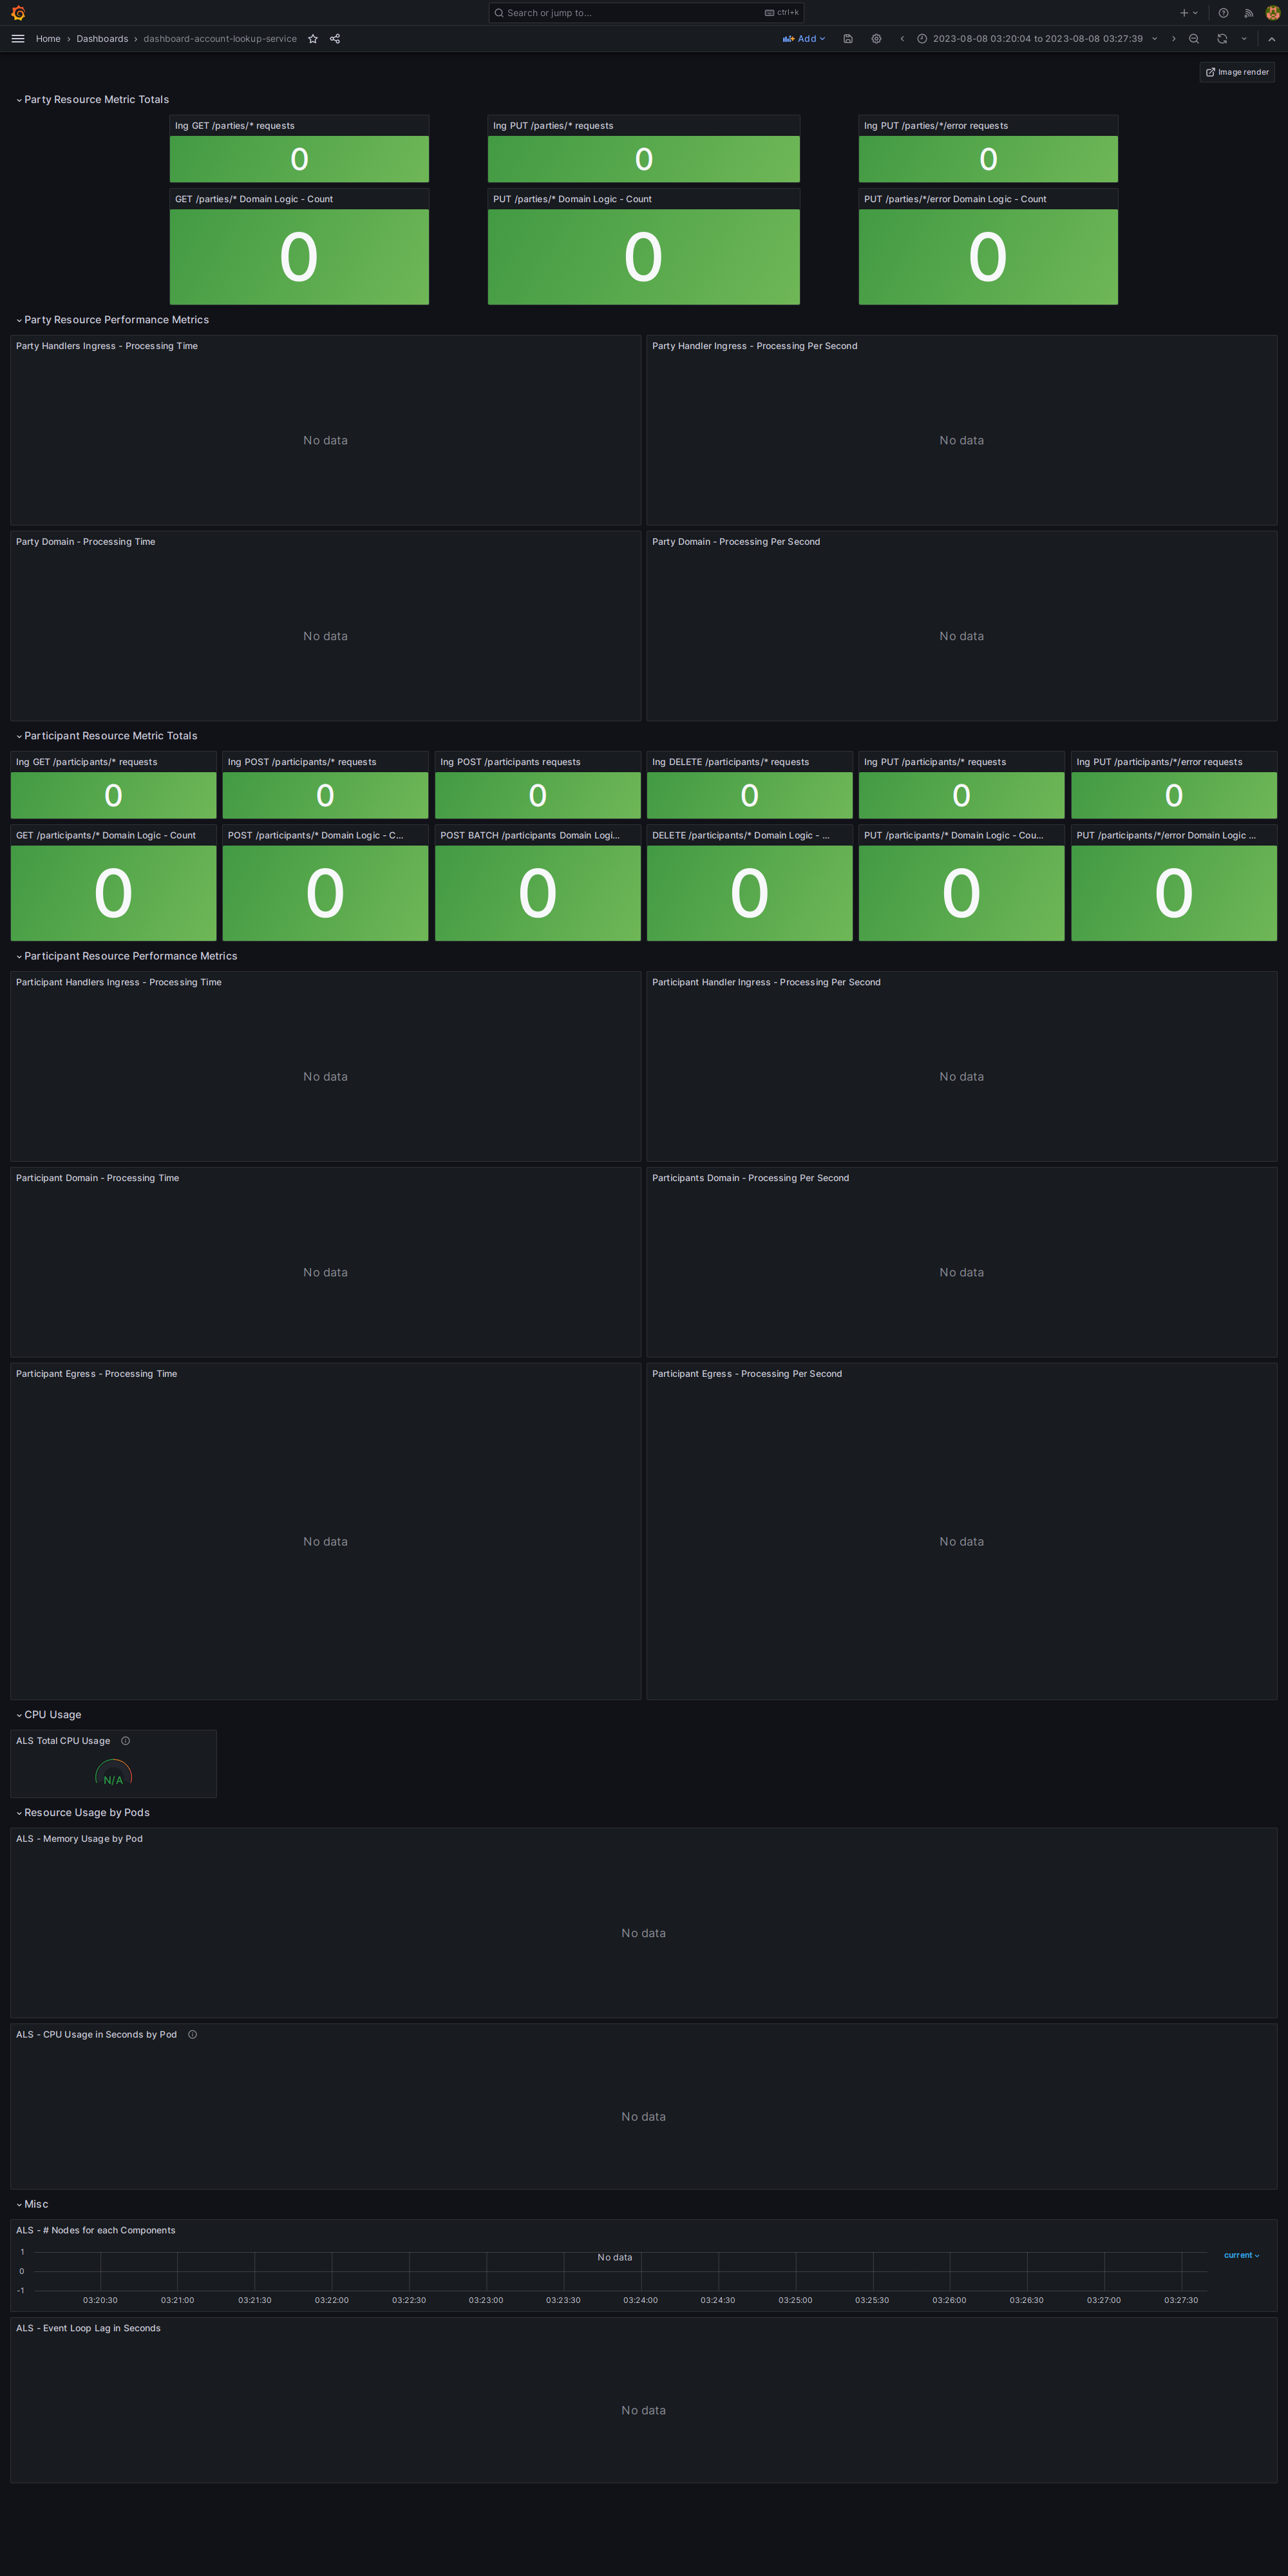 Search or jump to... ctrl+k
Home › Dashboards › dashboard-account-lookup-service Add 2023-08-08 03:20:04 to 2023-08-08 03:27:39
Image render
Party Resource Metric Totals
Ing GET /parties/* requests Ing PUT /parties/* requests Ing PUT /parties/*/error requests
0 0 0
GET /parties/* Domain Logic - Count PUT /parties/* Domain Logic - Count PUT /parties/*/error Domain Logic - Count
0 0 0
Party Resource Performance Metrics
Party Handlers Ingress - Processing Time Party Handler Ingress - Processing Per Second
No data No data
Party Domain - Processing Time Party Domain - Processing Per Second
No data No data
Participant Resource Metric Totals
Ing GET /participants/* requests Ing POST /participants/* requests Ing POST /participants requests Ing DELETE /participants/* requests Ing PUT /participants/* requests Ing PUT /participants/*/error requests
0 0 0 0 0 0
GET /participants/* Domain Logic - Count POST /participants/* Domain Logic - C... POST BATCH /participants Domain Logi... DELETE /participants/* Domain Logic - ... PUT /participants/* Domain Logic - Cou... PUT /participants/*/error Domain Logic ...
0 0 0 0 0 0
Participant Resource Performance Metrics
Participant Handlers Ingress - Processing Time Participant Handler Ingress - Processing Per Second
No data No data
Participant Domain - Processing Time Participants Domain - Processing Per Second
No data No data
Participant Egress - Processing Time Participant Egress - Processing Per Second
No data No data
CPU Usage
ALS Total CPU Usage
N/A
Resource Usage by Pods
ALS - Memory Usage by Pod
No data
ALS - CPU Usage in Seconds by Pod
No data
Misc
ALS - # Nodes for each Components
1
No data
current
0
-1
03:20:30 03:21:00 03:21:30 03:22:00 03:22:30 03:23:00 03:23:30 03:24:00 03:24:30 03:25:00 03:25:30 03:26:00 03:26:30 03:27:00 03:27:30
ALS - Event Loop Lag in Seconds
No data